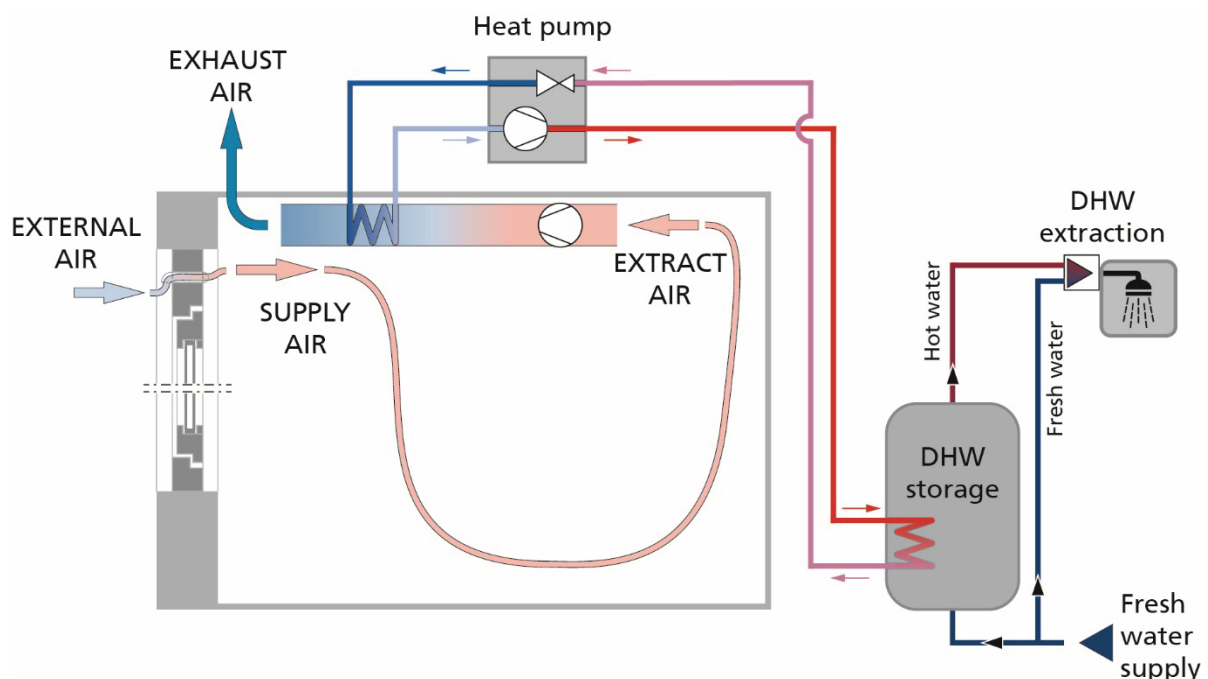 Heat pump
EXHAUST
AIR
EXTERNAL
AIR
SUPPLY
AIR
EXTRACT
AIR
DHW
extraction
Hot water
Fresh water
DHW
storage
Fresh
water
supply